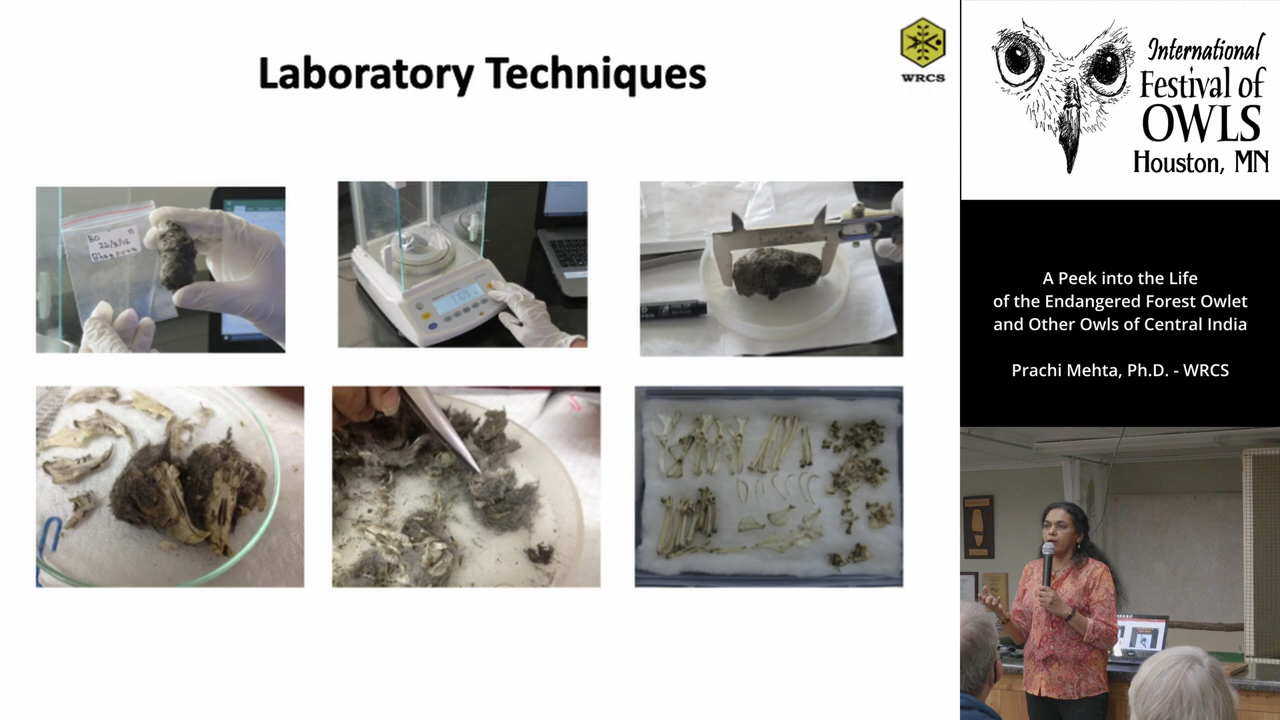 Laboratory Techniques
WRCS
BO
International
Festival of
OWLS
Houston, MN
A Peek into the Life
of the Endangered Forest Owlet
and Other Owls of Central India
Prachi Mehta, Ph.D. - WRCS